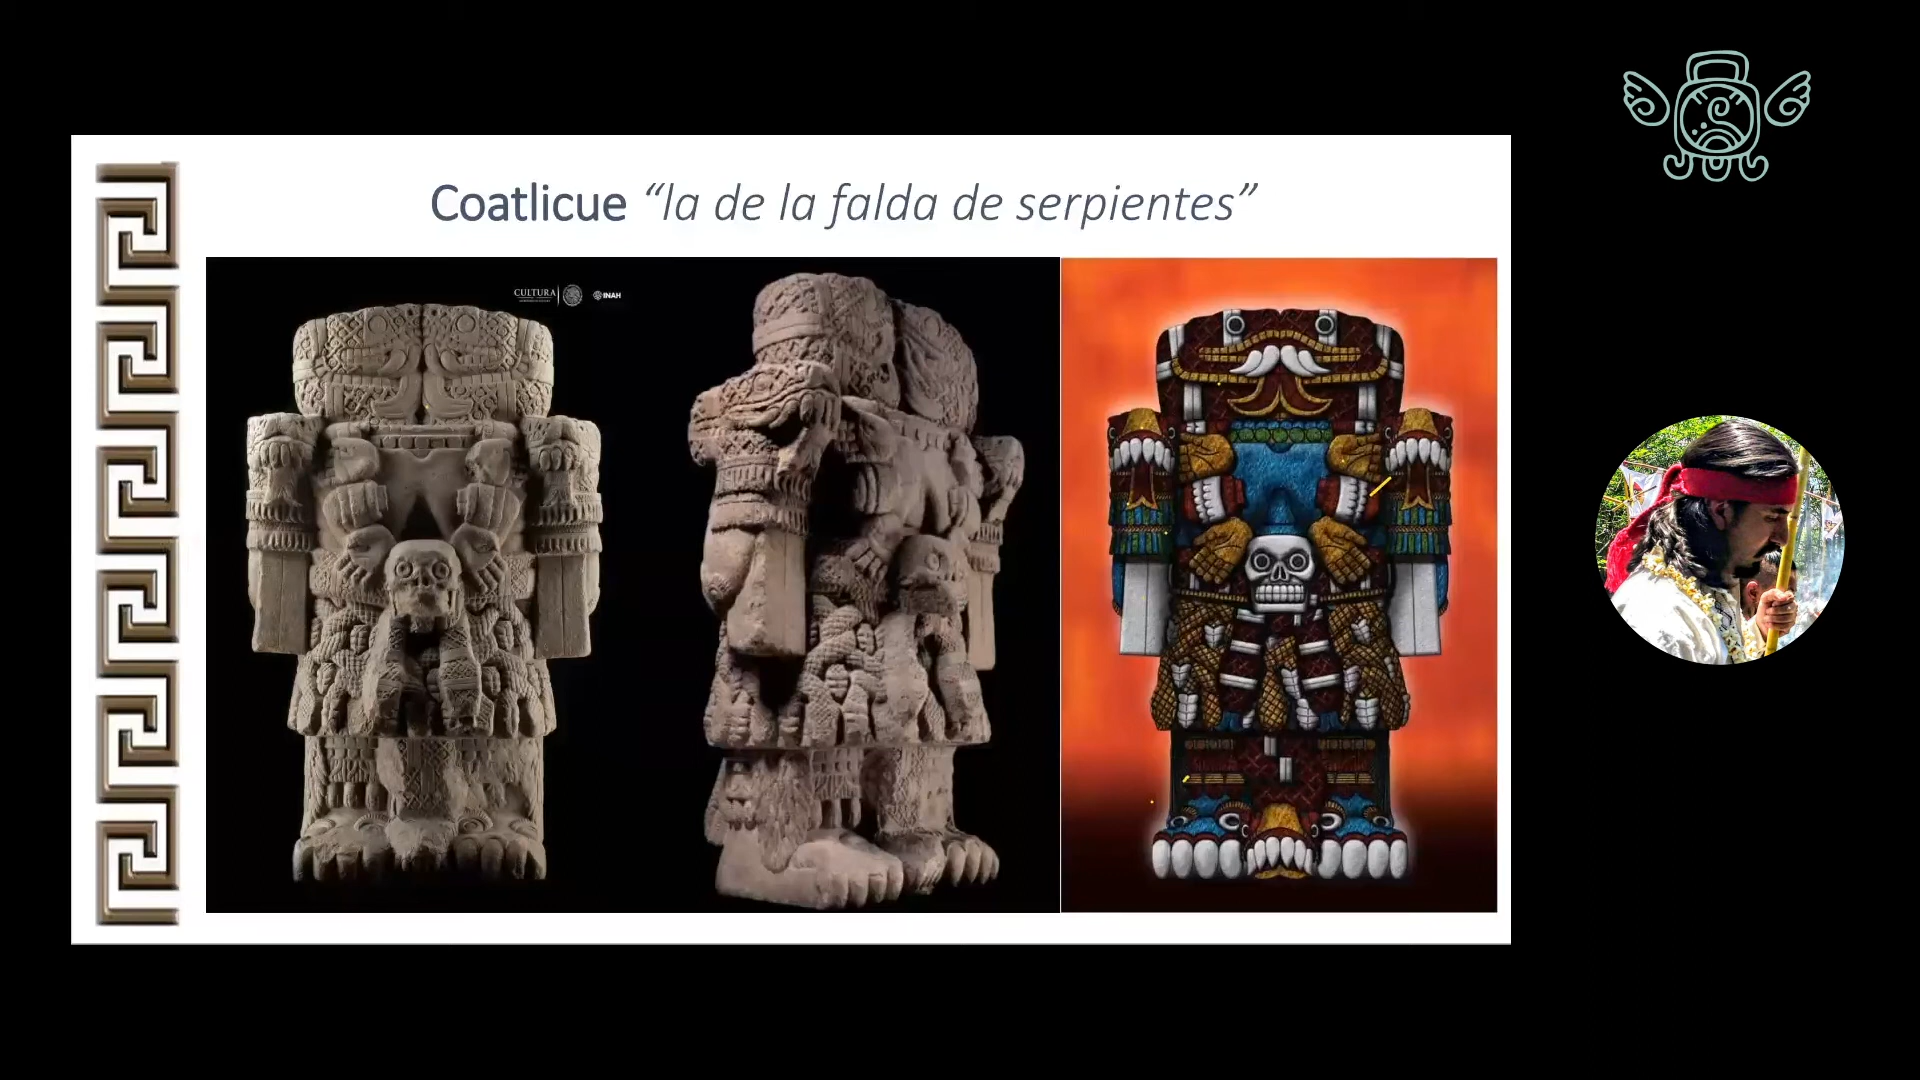 Coatlicue “la de la falda de serpientes”
CULTURA
INAH